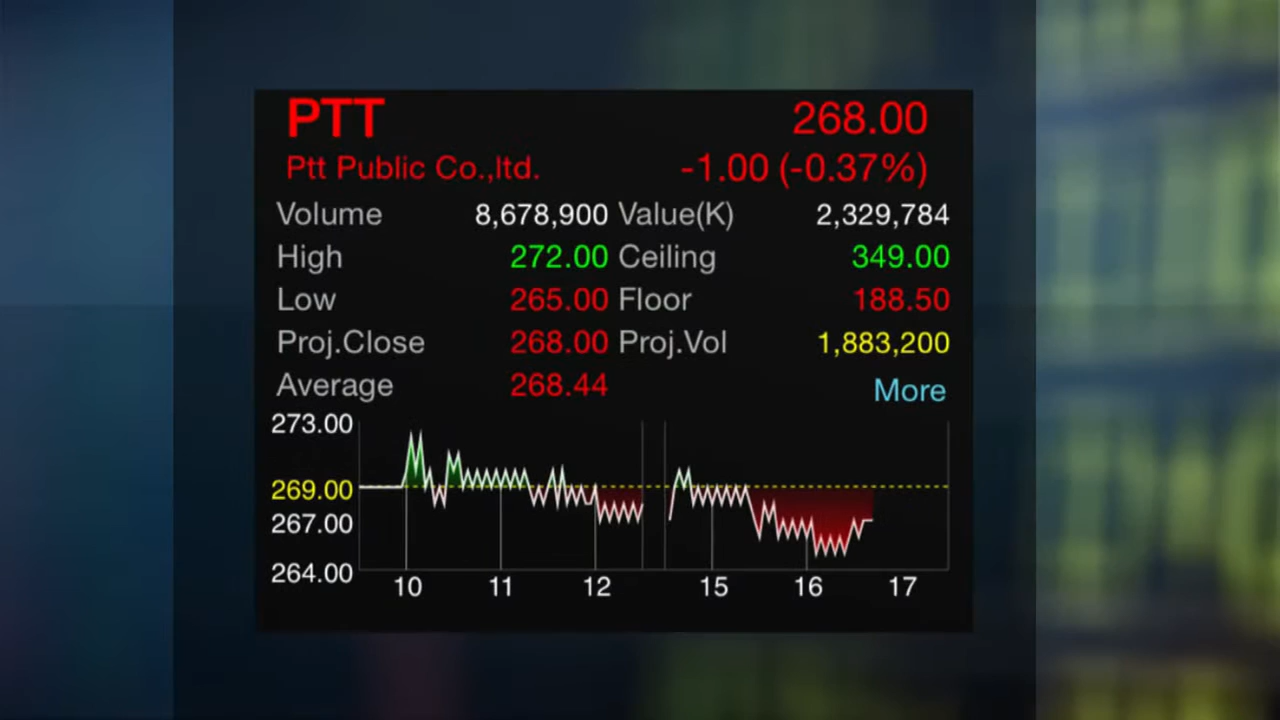 PTT 268.00
Ptt Public Co.,ltd. -1.00 (-0.37%)
Volume 8,678,900 Value(K) 2,329,784
High 272.00 Ceiling 349.00
Low 265.00 Floor 188.50
Proj.Close 268.00 Proj.Vol 1,883,200
Average 268.44 More
273.00
269.00
267.00
264.00
10 11 12 15 16 17